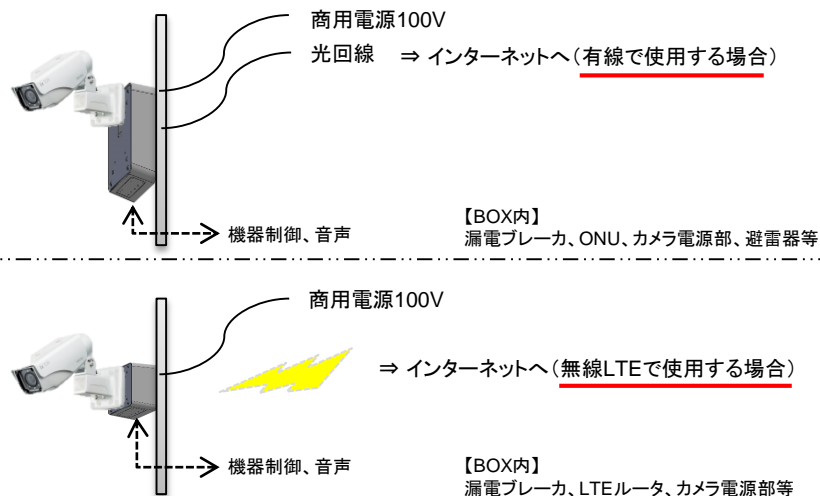 商用電源100V
光回線 ⇒ インターネットへ（有線で使用する場合）
機器制御、音声
【BOX内】
漏電ブレーカ、ONU、カメラ電源部、避雷器等
商用電源100V
⇒ インターネットへ（無線LTEで使用する場合）
機器制御、音声
【BOX内】
漏電ブレーカ、LTEルータ、カメラ電源部等